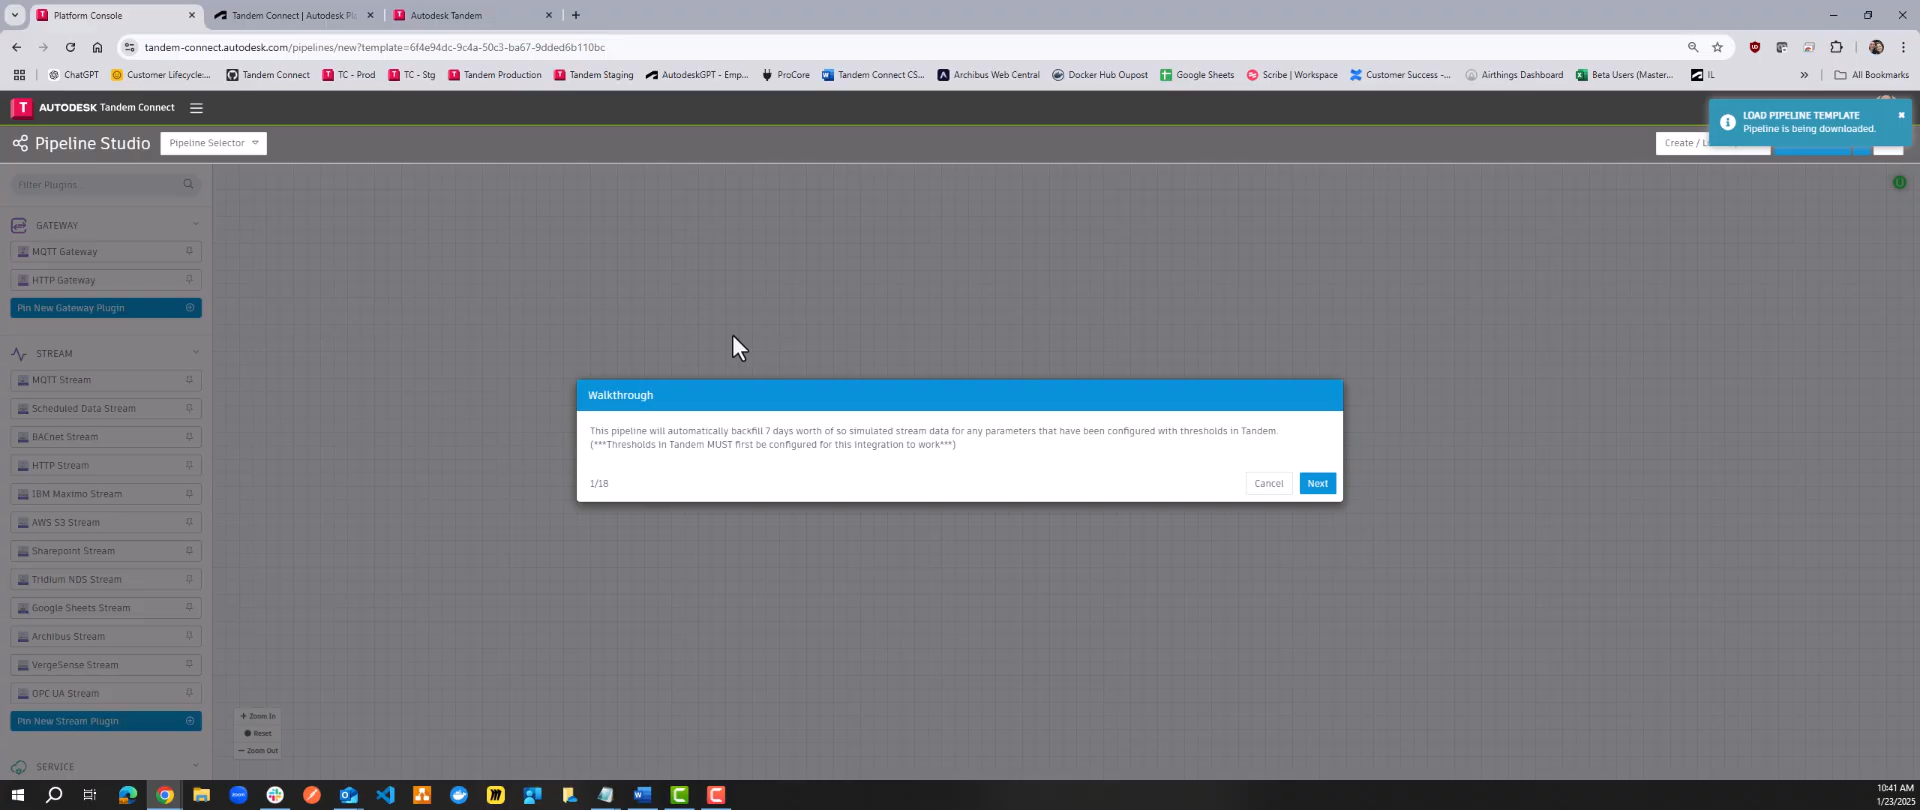 Platform Console
Tandem Connect | Autodesk Pl
Autodesk Tandem
tandem-connect.autodesk.com/pipelines/new?template=6f4e94dc-9c4a-50c3-ba67-9dded6b110bc
ChatGPT
Customer Lifecycle:...
Tandem Connect
TC - Prod
TC - Stg
Tandem Production
Tandem Staging
AutodeskGPT - Emp...
ProCore
Tandem Connect CS...
Archibus Web Central
Docker Hub Oupost
Google Sheets
Scribe | Workspace
Customer Success -...
Airthings Dashboard
Beta Users (Master...
IL
All Bookmarks
T AUTODESK Tandem Connect
LOAD PIPELINE TEMPLATE
Pipeline is being downloaded.
Pipeline Studio
Pipeline Selector
Create / L
Filter Plugins...
GATEWAY
MQTT Gateway
HTTP Gateway
Pin New Gateway Plugin
STREAM
MQTT Stream
Scheduled Data Stream
BACnet Stream
HTTP Stream
IBM Maximo Stream
AWS S3 Stream
Sharepoint Stream
Tridium NDS Stream
Google Sheets Stream
Archibus Stream
VergeSense Stream
OPC UA Stream
Pin New Stream Plugin
SERVICE
Walkthrough
This pipeline will automatically backfill 7 days worth of so simulated stream data for any parameters that have been configured with thresholds in Tandem.
(***Thresholds in Tandem MUST first be configured for this integration to work***)
1/18
Cancel
Next
+ Zoom In
Reset
− Zoom Out
10:41 AM
1/23/2025